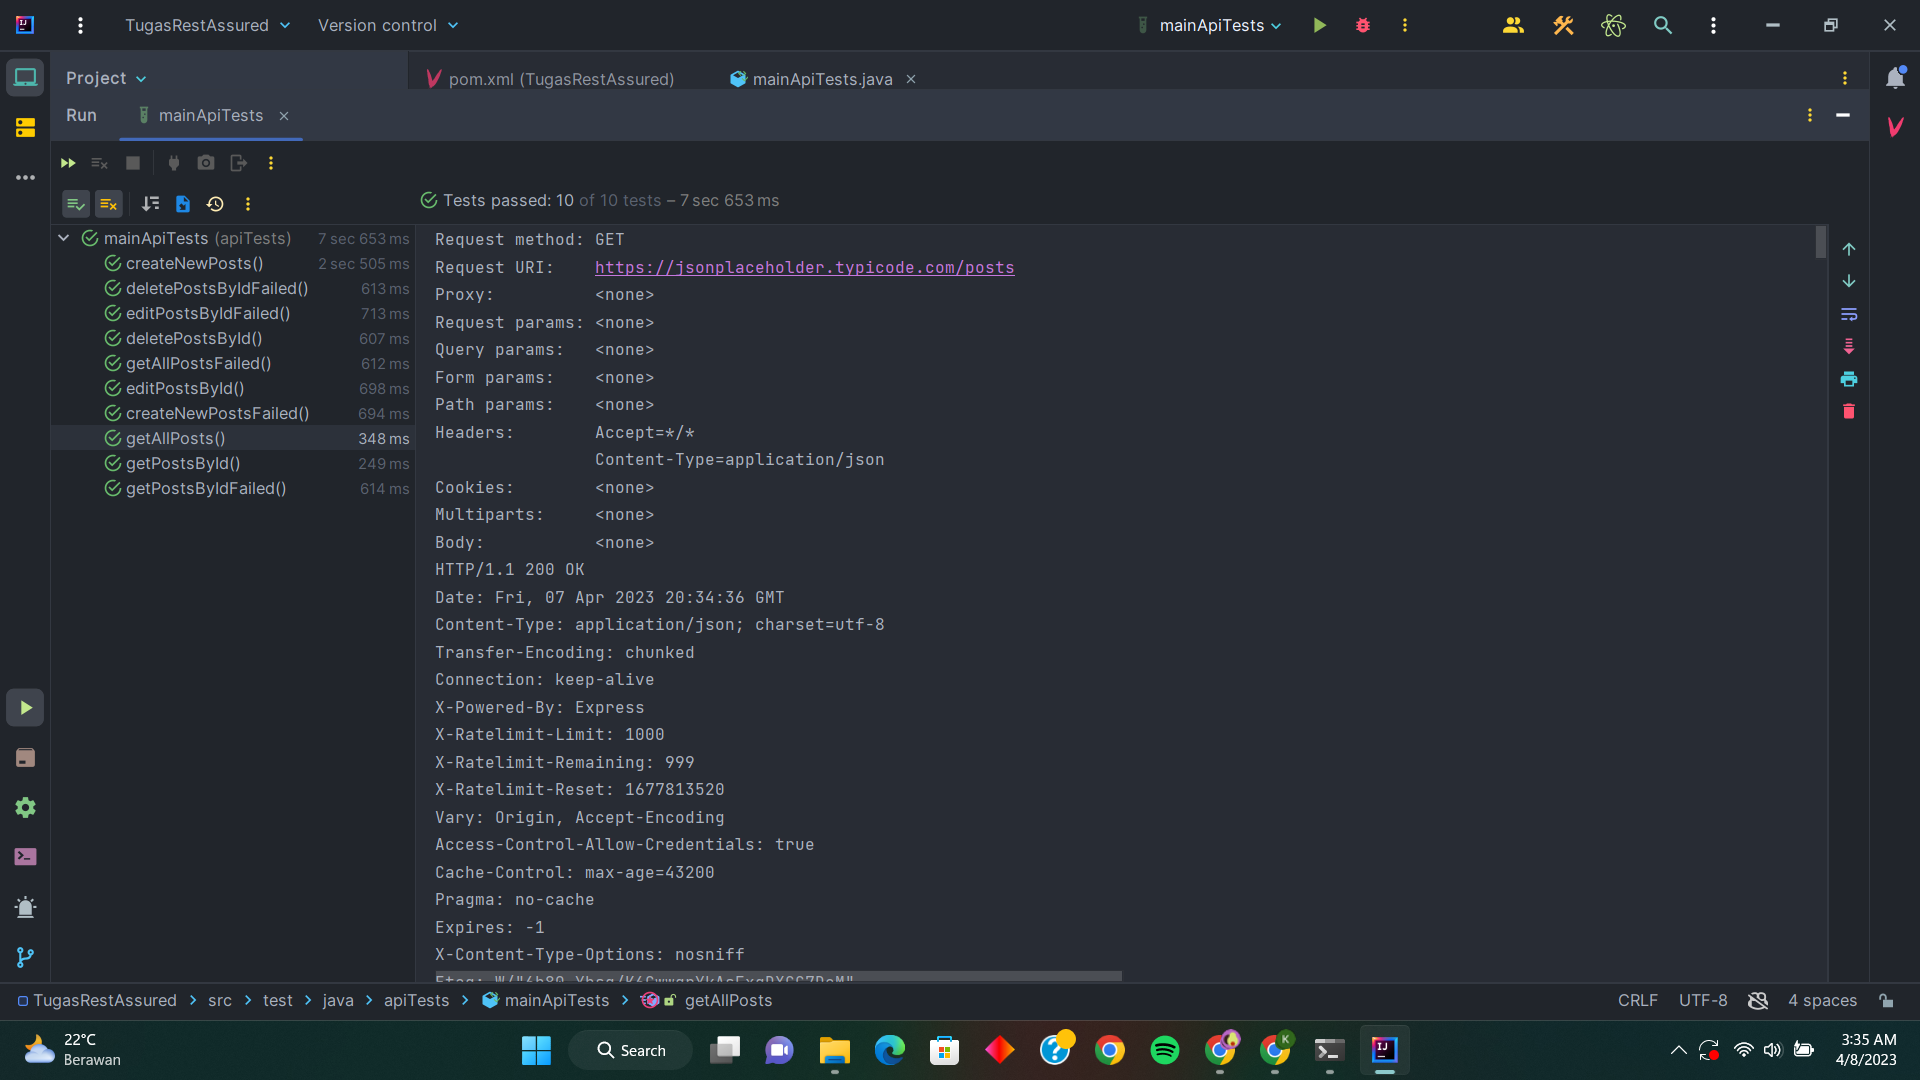 TugasRestAssured
Version control
mainApiTests
Project
pom.xml (TugasRestAssured)
mainApiTests.java
Run
mainApiTests
Tests passed: 10 of 10 tests – 7 sec 653 ms
mainApiTests (apiTests) 7 sec 653 ms
createNewPosts() 2 sec 505 ms
deletePostsByIdFailed() 613 ms
editPostsByIdFailed() 713 ms
deletePostsById() 607 ms
getAllPostsFailed() 612 ms
editPostsById() 698 ms
createNewPostsFailed() 694 ms
getAllPosts() 348 ms
getPostsById() 249 ms
getPostsByIdFailed() 614 ms
Request method: GET
Request URI: https://jsonplaceholder.typicode.com/posts
Proxy: <none>
Request params: <none>
Query params: <none>
Form params: <none>
Path params: <none>
Headers: Accept=*/*
Content-Type=application/json
Cookies: <none>
Multiparts: <none>
Body: <none>
HTTP/1.1 200 OK
Date: Fri, 07 Apr 2023 20:34:36 GMT
Content-Type: application/json; charset=utf-8
Transfer-Encoding: chunked
Connection: keep-alive
X-Powered-By: Express
X-Ratelimit-Limit: 1000
X-Ratelimit-Remaining: 999
X-Ratelimit-Reset: 1677813520
Vary: Origin, Accept-Encoding
Access-Control-Allow-Credentials: true
Cache-Control: max-age=43200
Pragma: no-cache
Expires: -1
X-Content-Type-Options: nosniff
TugasRestAssured
src
test
java
apiTests
mainApiTests
getAllPosts
CRLF
UTF-8
4 spaces
22°C
Berawan
Search
3:35 AM
4/8/2023